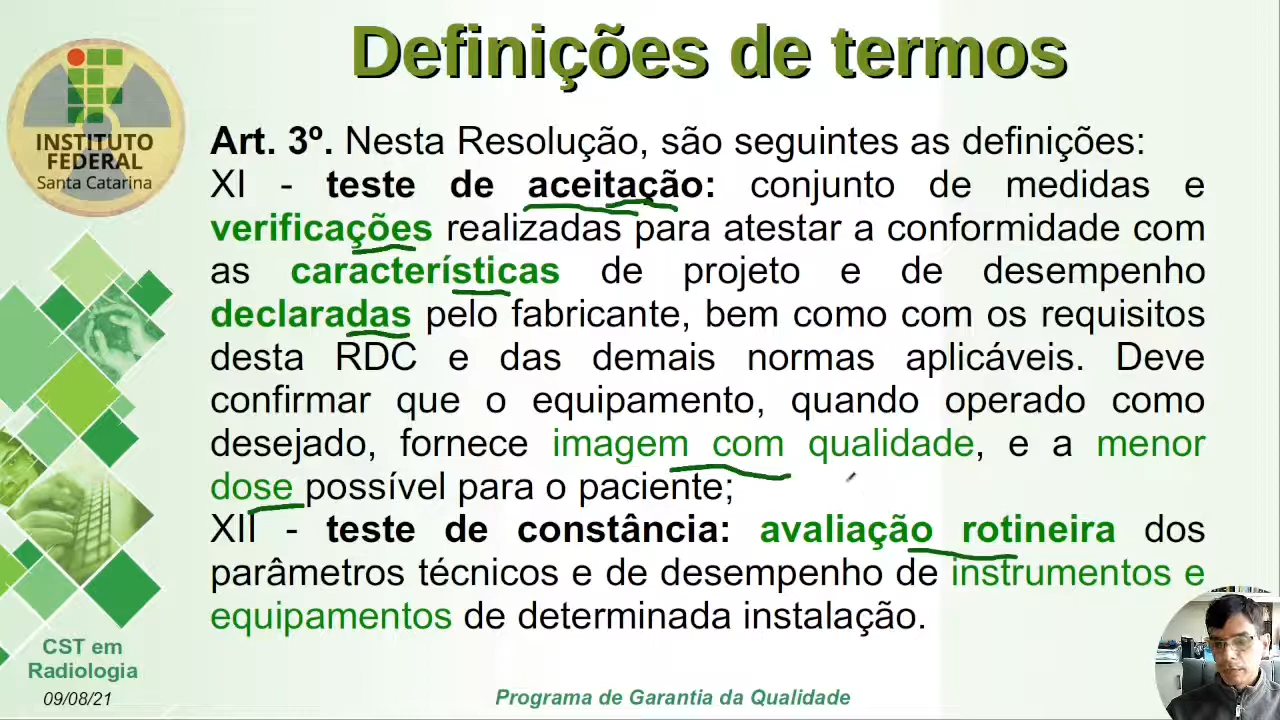 Definições de termos
INSTITUTO
FEDERAL
Santa Catarina
Art. 3º. Nesta Resolução, são seguintes as definições:
XI - teste de aceitação: conjunto de medidas e
verificações realizadas para atestar a conformidade com
as características de projeto e de desempenho
declaradas pelo fabricante, bem como com os requisitos
desta RDC e das demais normas aplicáveis. Deve
confirmar que o equipamento, quando operado como
desejado, fornece imagem com qualidade, e a menor
dose possível para o paciente;
XII - teste de constância: avaliação rotineira dos
parâmetros técnicos e de desempenho de instrumentos e
equipamentos de determinada instalação.
CST em
Radiologia
09/08/21
Programa de Garantia da Qualidade